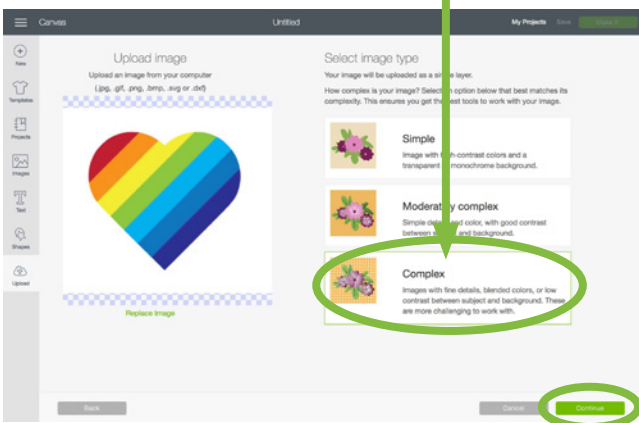 Canvas
Untitled
My Projects
Save
Make It
New
Templates
Projects
Images
Text
Shapes
Upload
Upload image
Upload an image from your computer
(.jpg, .gif, .png, .bmp, .svg or .dxf)
Replace Image
Select image type
Your image will be uploaded as a single layer.
How complex is your image? Select an option below that best matches its
complexity. This ensures you get the best tools to work with your image.
Simple
Image with high-contrast colors and a
transparent or monochrome background.
Moderately complex
Simple details and color, with good contrast
between subject and background.
Complex
Images with fine details, blended colors, or low
contrast between subject and background. These
are more challenging to work with.
Back
Cancel
Continue